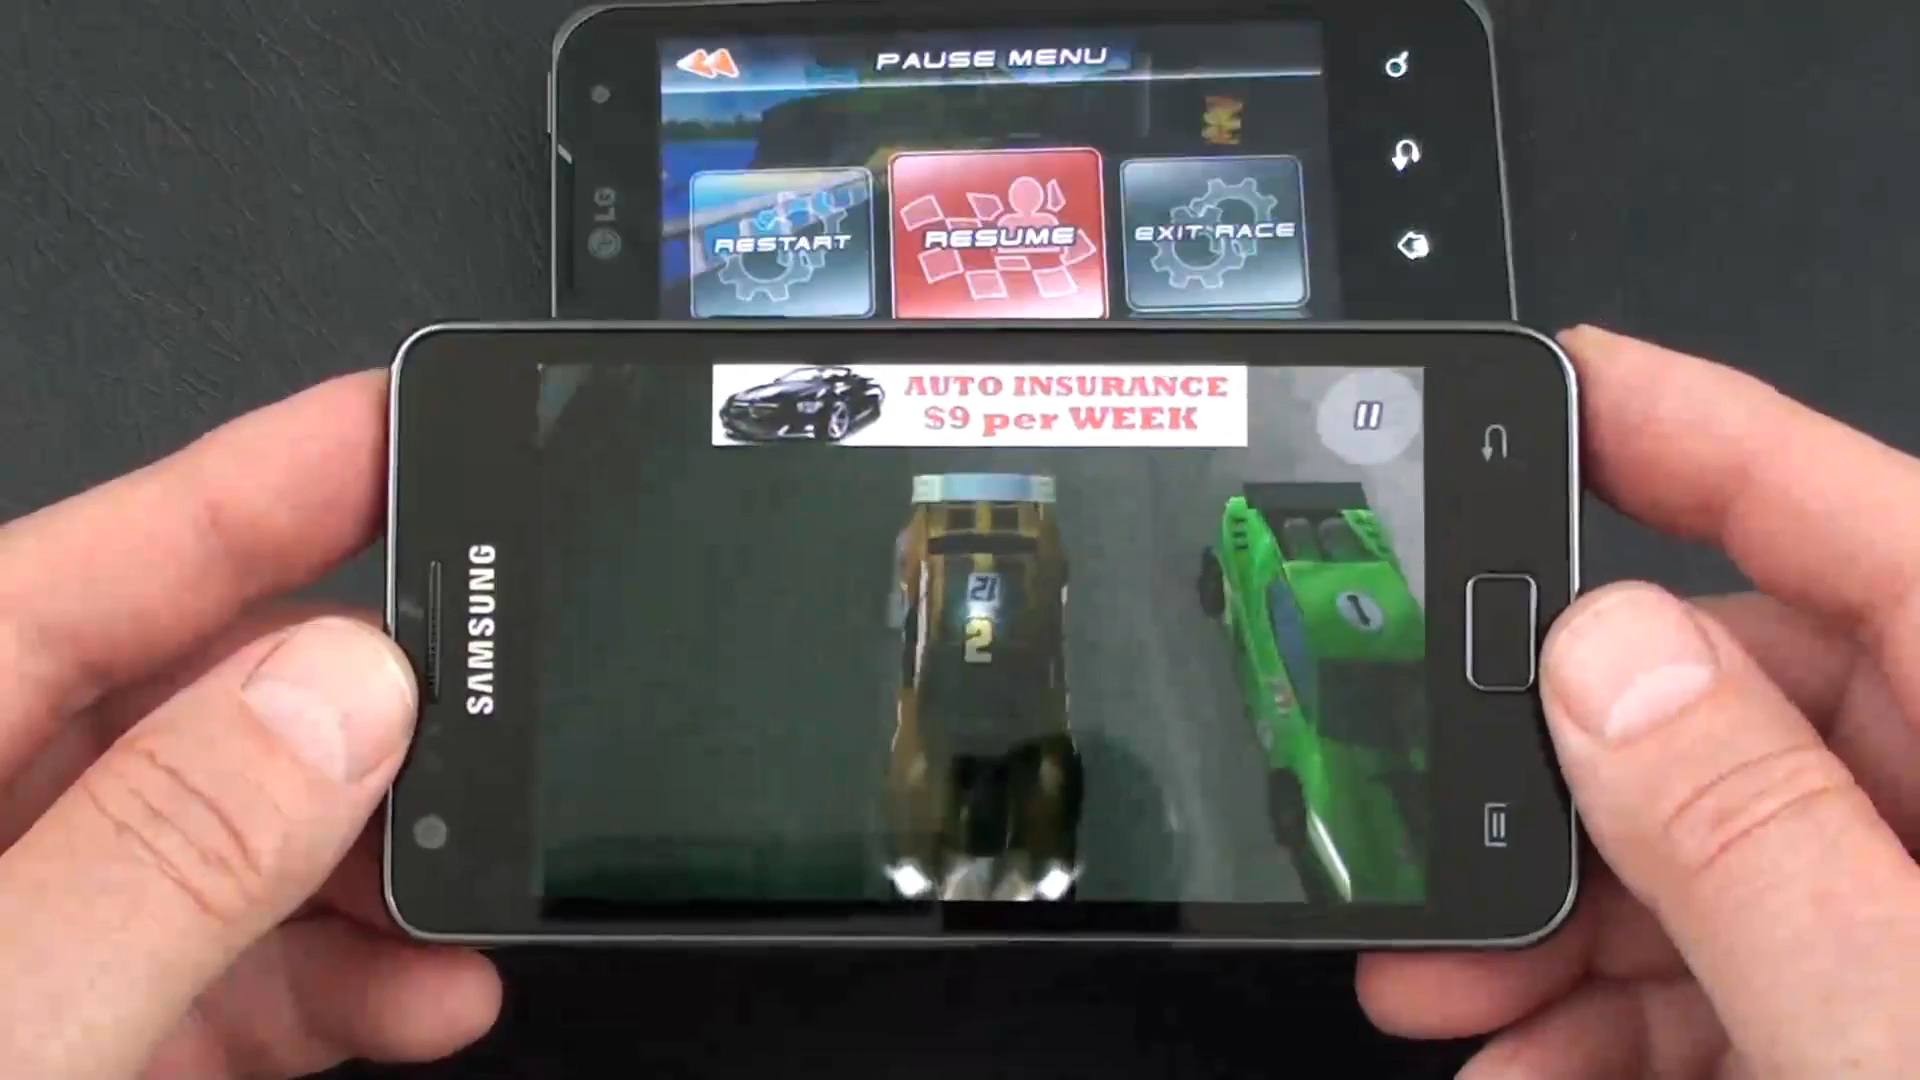 PAUSE MENU
LG
RESTART
RESUME
EXIT RACE
AUTO INSURANCE
$9 per WEEK
SAMSUNG
21
2
1